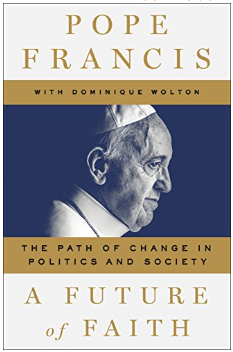 POPE
FRANCIS
WITH DOMINIQUE WOLTON
THE PATH OF CHANGE IN
POLITICS AND SOCIETY
A FUTURE
of FAITH